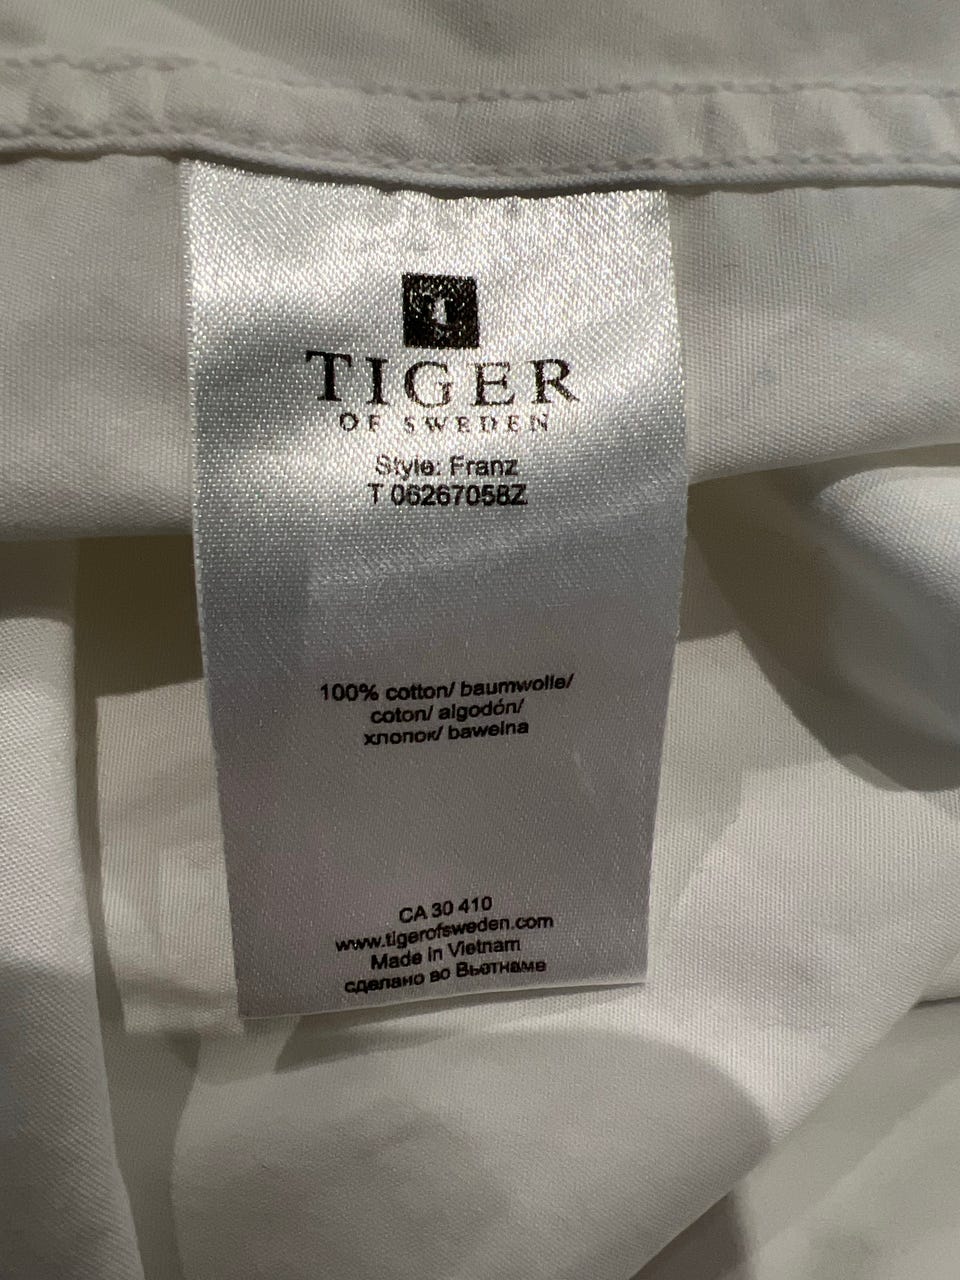 TIGER
OF SWEDEN
Style: Franz
T 06267058Z
100% cotton/ baumwolle/
coton/ algodón/
хлопок/ bawelna
CA 30 410
www.tigerofsweden.com
Made in Vietnam
сделано во Вьетнаме